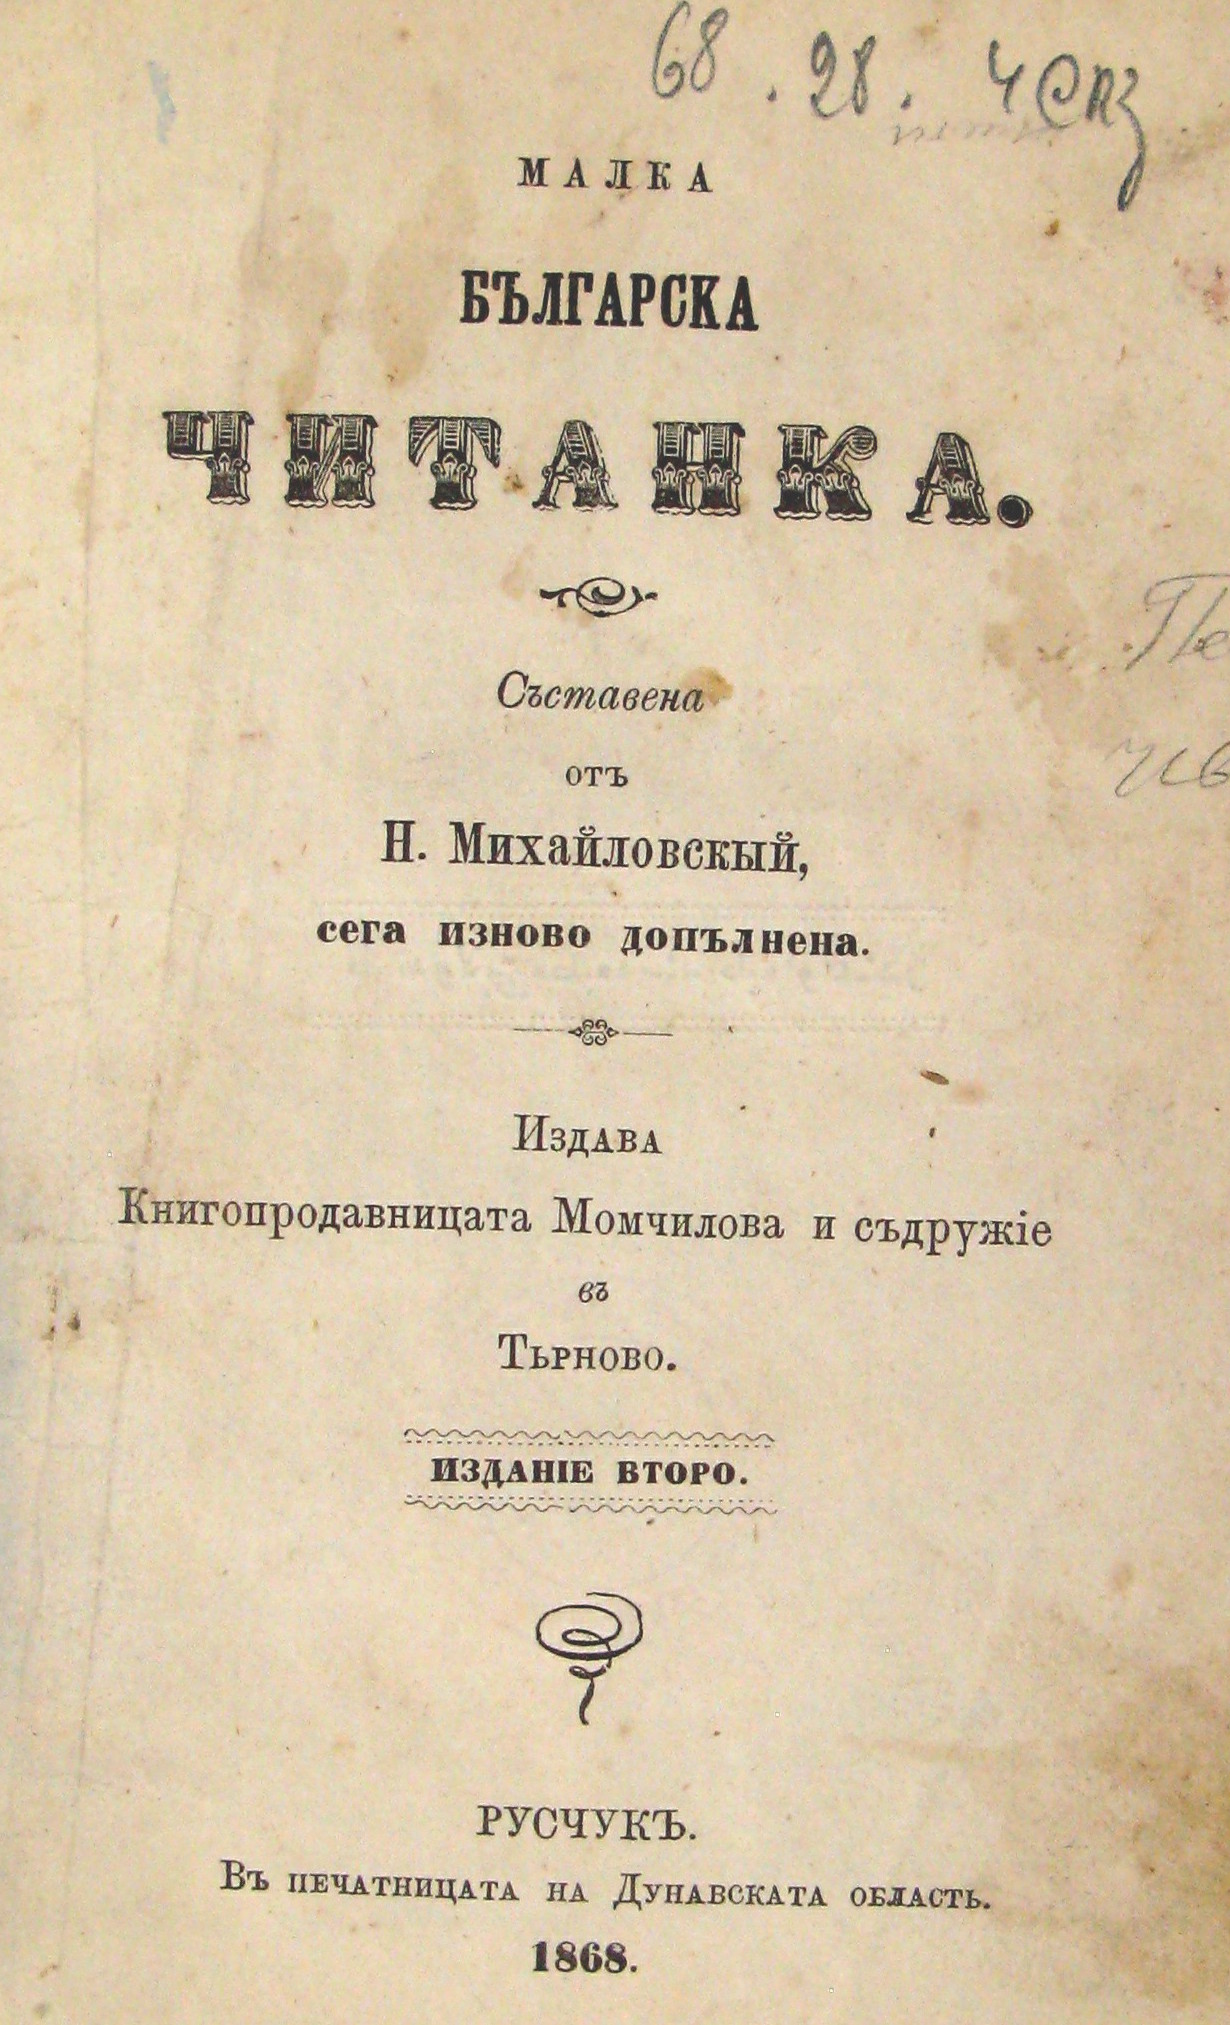 68 . 28 .
МАЛКА
БЪЛГАРСКА
ЧИТАНКА.
Съставена
отъ
Н. Михайловскый,
сега изново допълнена.
Издава
Книгопродавницата Момчилова и съдружіе
въ
Тьрново.
ИЗДАНІЕ ВТОРО.
РУСЧУКЪ.
Въ печатницата на Дунавската область.
1868.